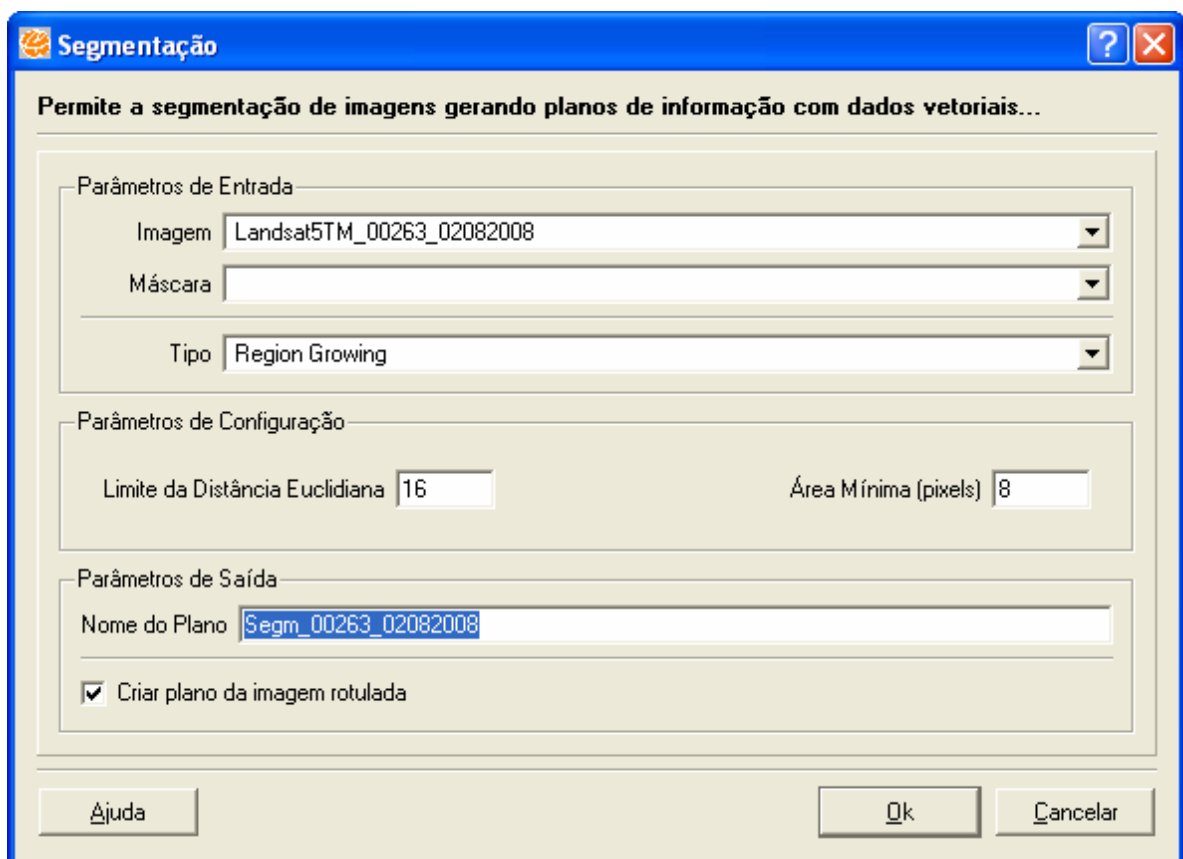 Segmentação
Permite a segmentação de imagens gerando planos de informação com dados vetoriais...
Parâmetros de Entrada
Imagem Landsat5TM_00263_02082008
Máscara
Tipo Region Growing
Parâmetros de Configuração
Limite da Distância Euclidiana 16 Área Mínima (pixels) 8
Parâmetros de Saída
Nome do Plano Segm_00263_02082008
Criar plano da imagem rotulada
Ajuda Ok Cancelar